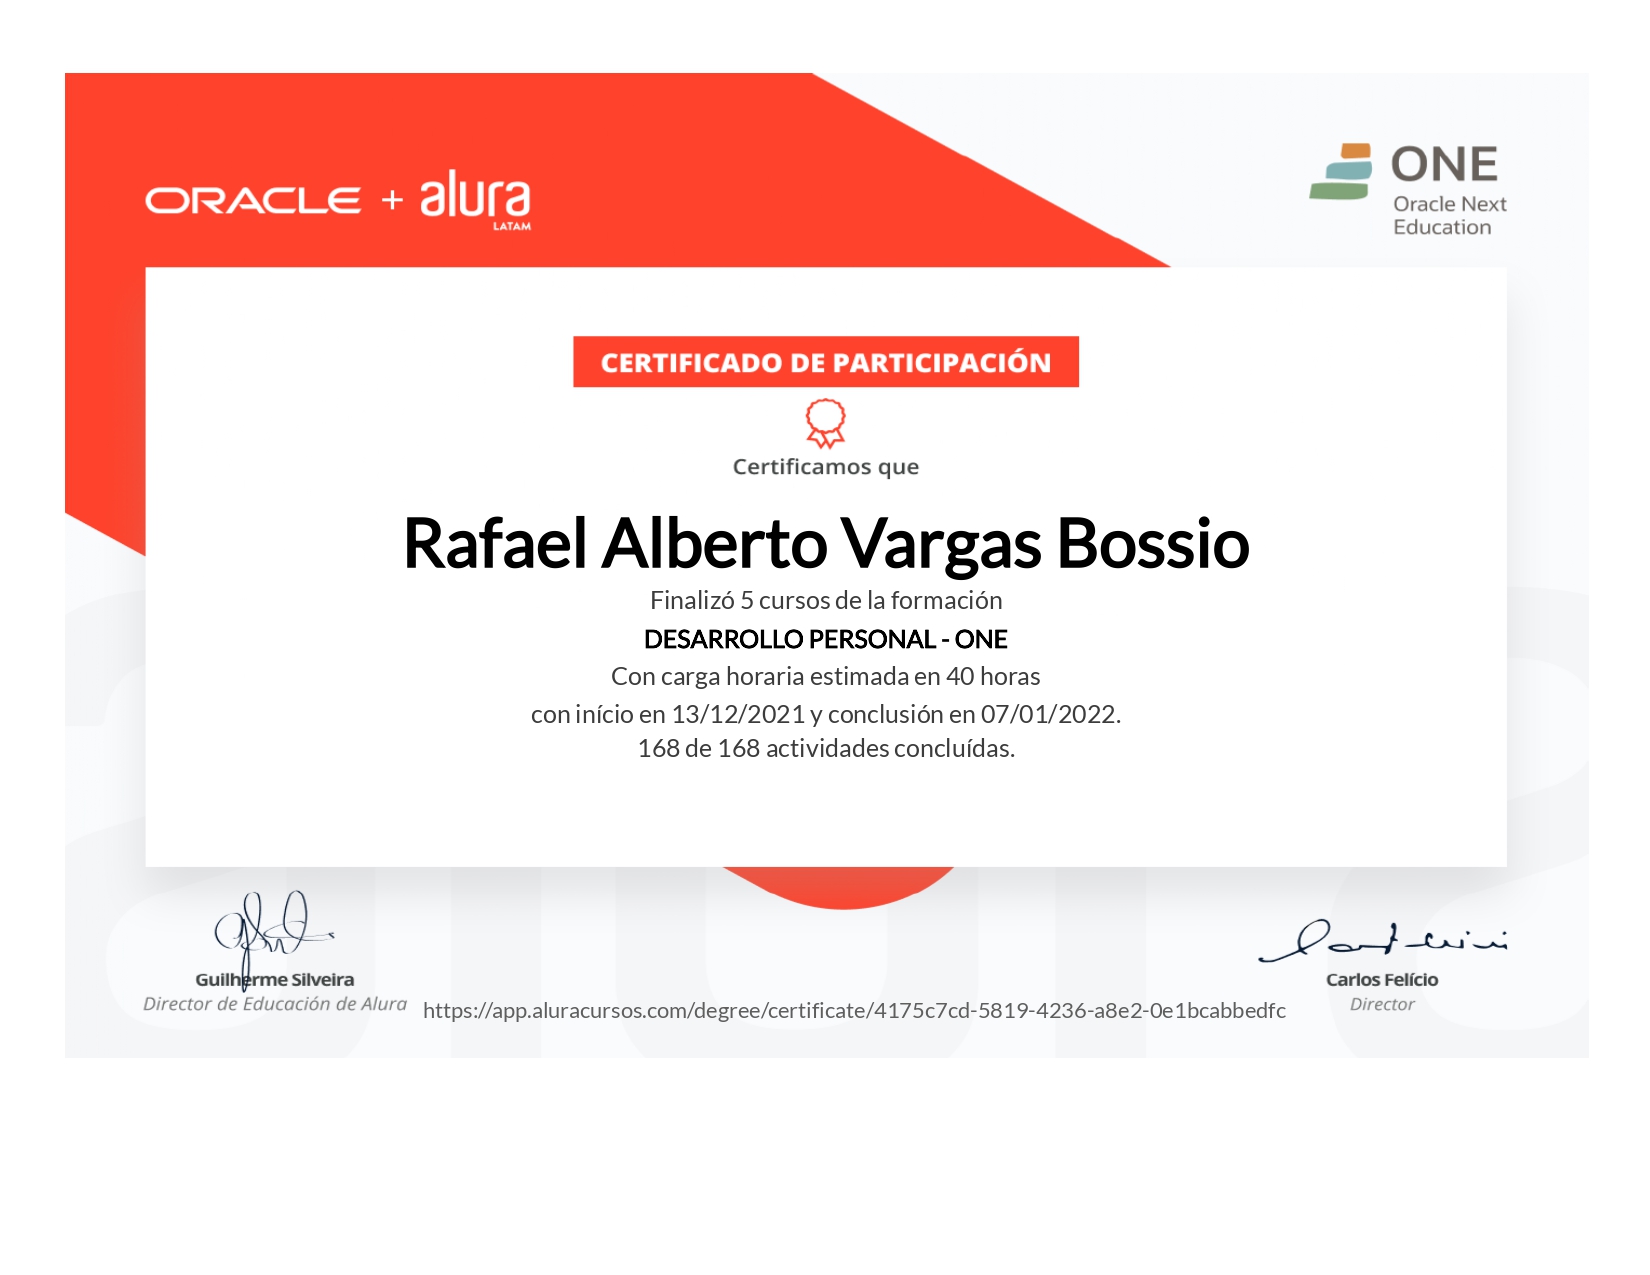 ORACLE + alura
LATAM
ONE
Oracle Next
Education
CERTIFICADO DE PARTICIPACIÓN
Certificamos que
Rafael Alberto Vargas Bossio
Finalizó 5 cursos de la formación
DESARROLLO PERSONAL - ONE
Con carga horaria estimada en 40 horas
con início en 13/12/2021 y conclusión en 07/01/2022.
168 de 168 actividades concluídas.
Guilherme Silveira
Director de Educación de Alura
https://app.aluracursos.com/degree/certificate/4175c7cd-5819-4236-a8e2-0e1bcabbedfc
Carlos Felício
Director